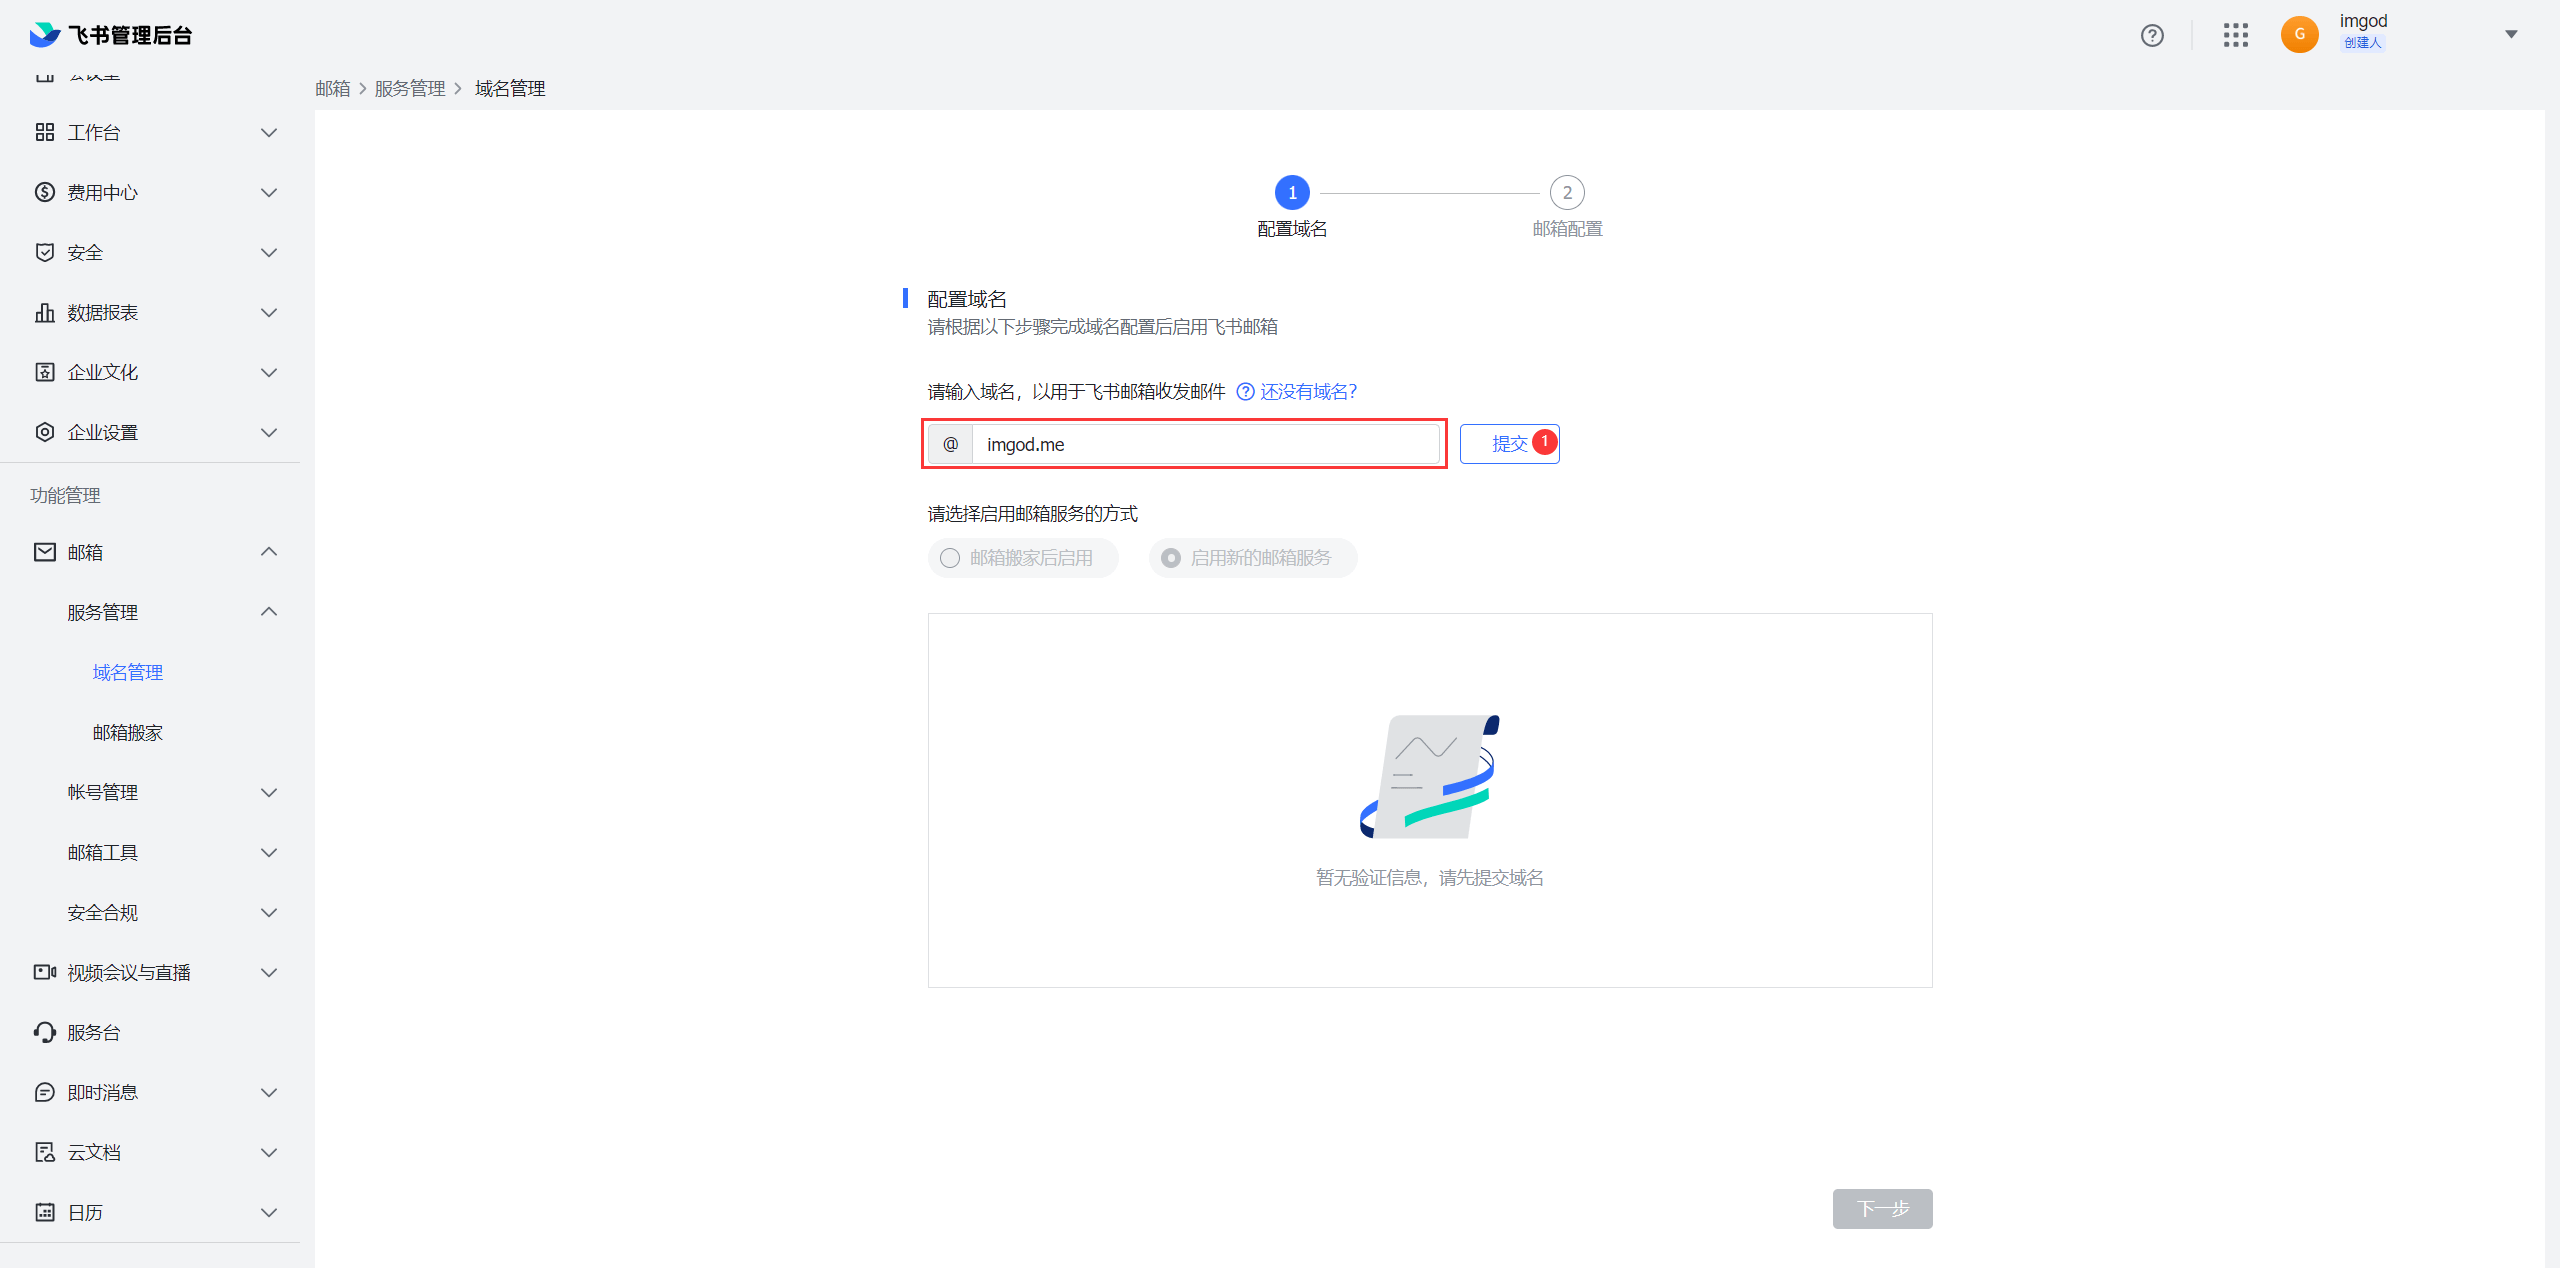 飞书管理后台
G
imgod
创建人
会议室
工作台
费用中心
安全
数据报表
企业文化
企业设置
功能管理
邮箱
服务管理
域名管理
邮箱搬家
帐号管理
邮箱工具
安全合规
视频会议与直播
服务台
即时消息
云文档
日历
邮箱 > 服务管理 > 域名管理
1
2
配置域名
邮箱配置
配置域名
请根据以下步骤完成域名配置后启用飞书邮箱
请输入域名，以用于飞书邮箱收发邮件 ? 还没有域名?
@ imgod.me 提交 1
请选择启用邮箱服务的方式
邮箱搬家后启用 启用新的邮箱服务
暂无验证信息，请先提交域名
下一步